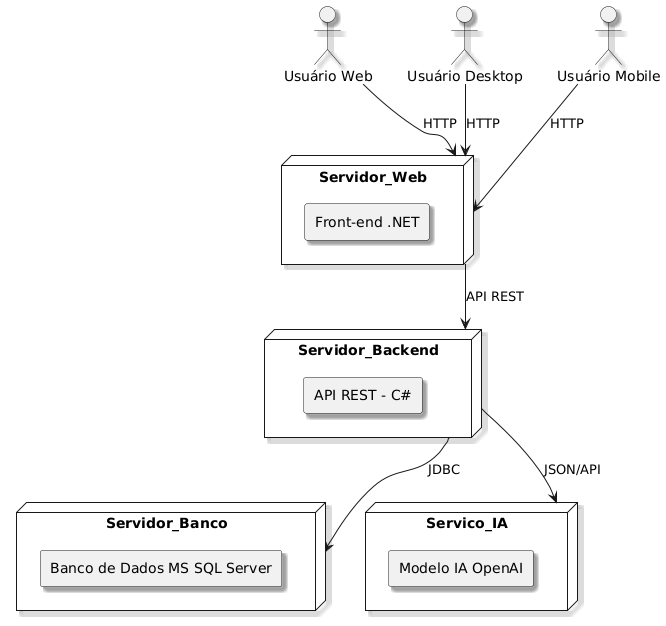 Usuário Web
Usuário Desktop
Usuário Mobile
HTTP
HTTP
HTTP
Servidor_Web
Front-end .NET
API REST
Servidor_Backend
API REST - C#
JDBC
JSON/API
Servidor_Banco
Banco de Dados MS SQL Server
Servico_IA
Modelo IA OpenAI